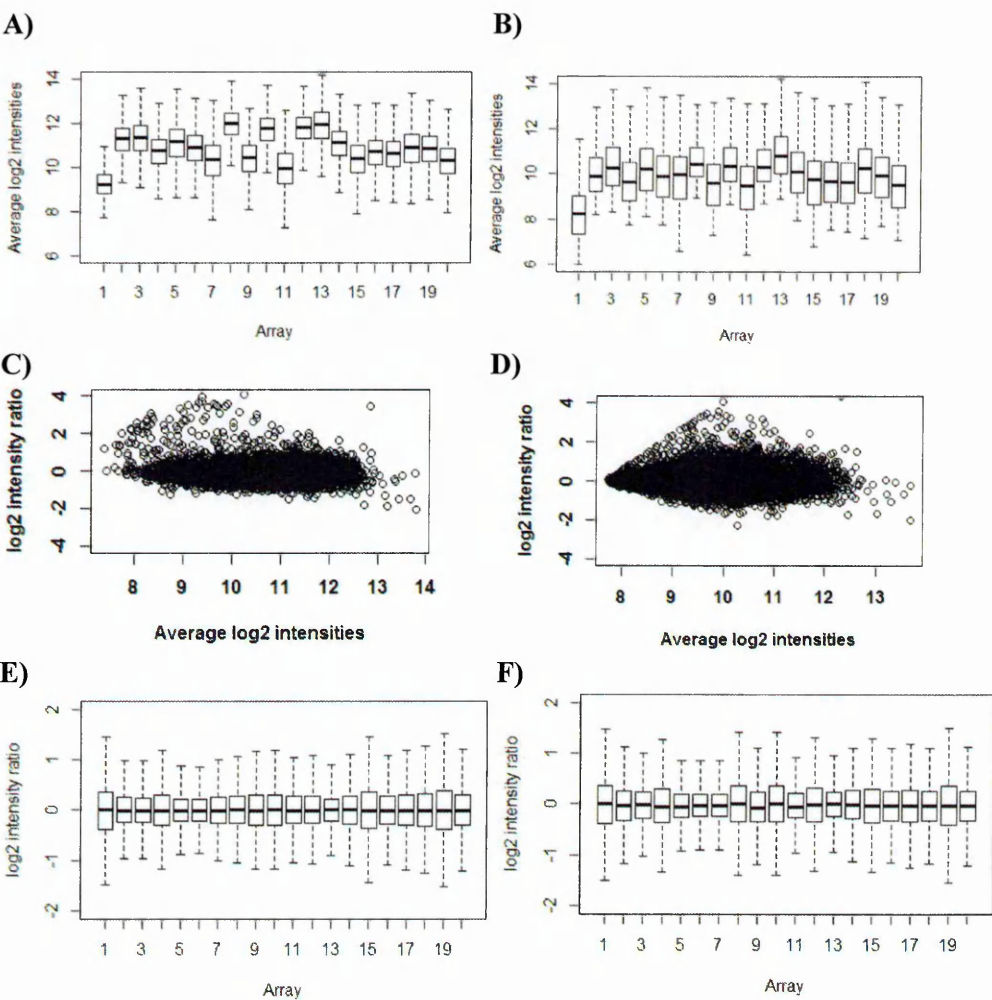 A)
B)
Average log2 intensities
14
12
10
8
6
1 3 5 7 9 11 13 15 17 19
Array
Average log2 intensities
14
12
10
8
6
1 3 5 7 9 11 13 15 17 19
Array
C)
D)
log2 intensity ratio
4
2
0
-2
-4
8 9 10 11 12 13 14
Average log2 intensities
log2 intensity ratio
4
2
0
-2
-4
8 9 10 11 12 13
Average log2 intensities
E)
F)
log2 intensity ratio
2
1
0
-1
-2
1 3 5 7 9 11 13 15 17 19
Array
log2 intensity ratio
2
1
0
-1
-2
1 3 5 7 9 11 13 15 17 19
Array